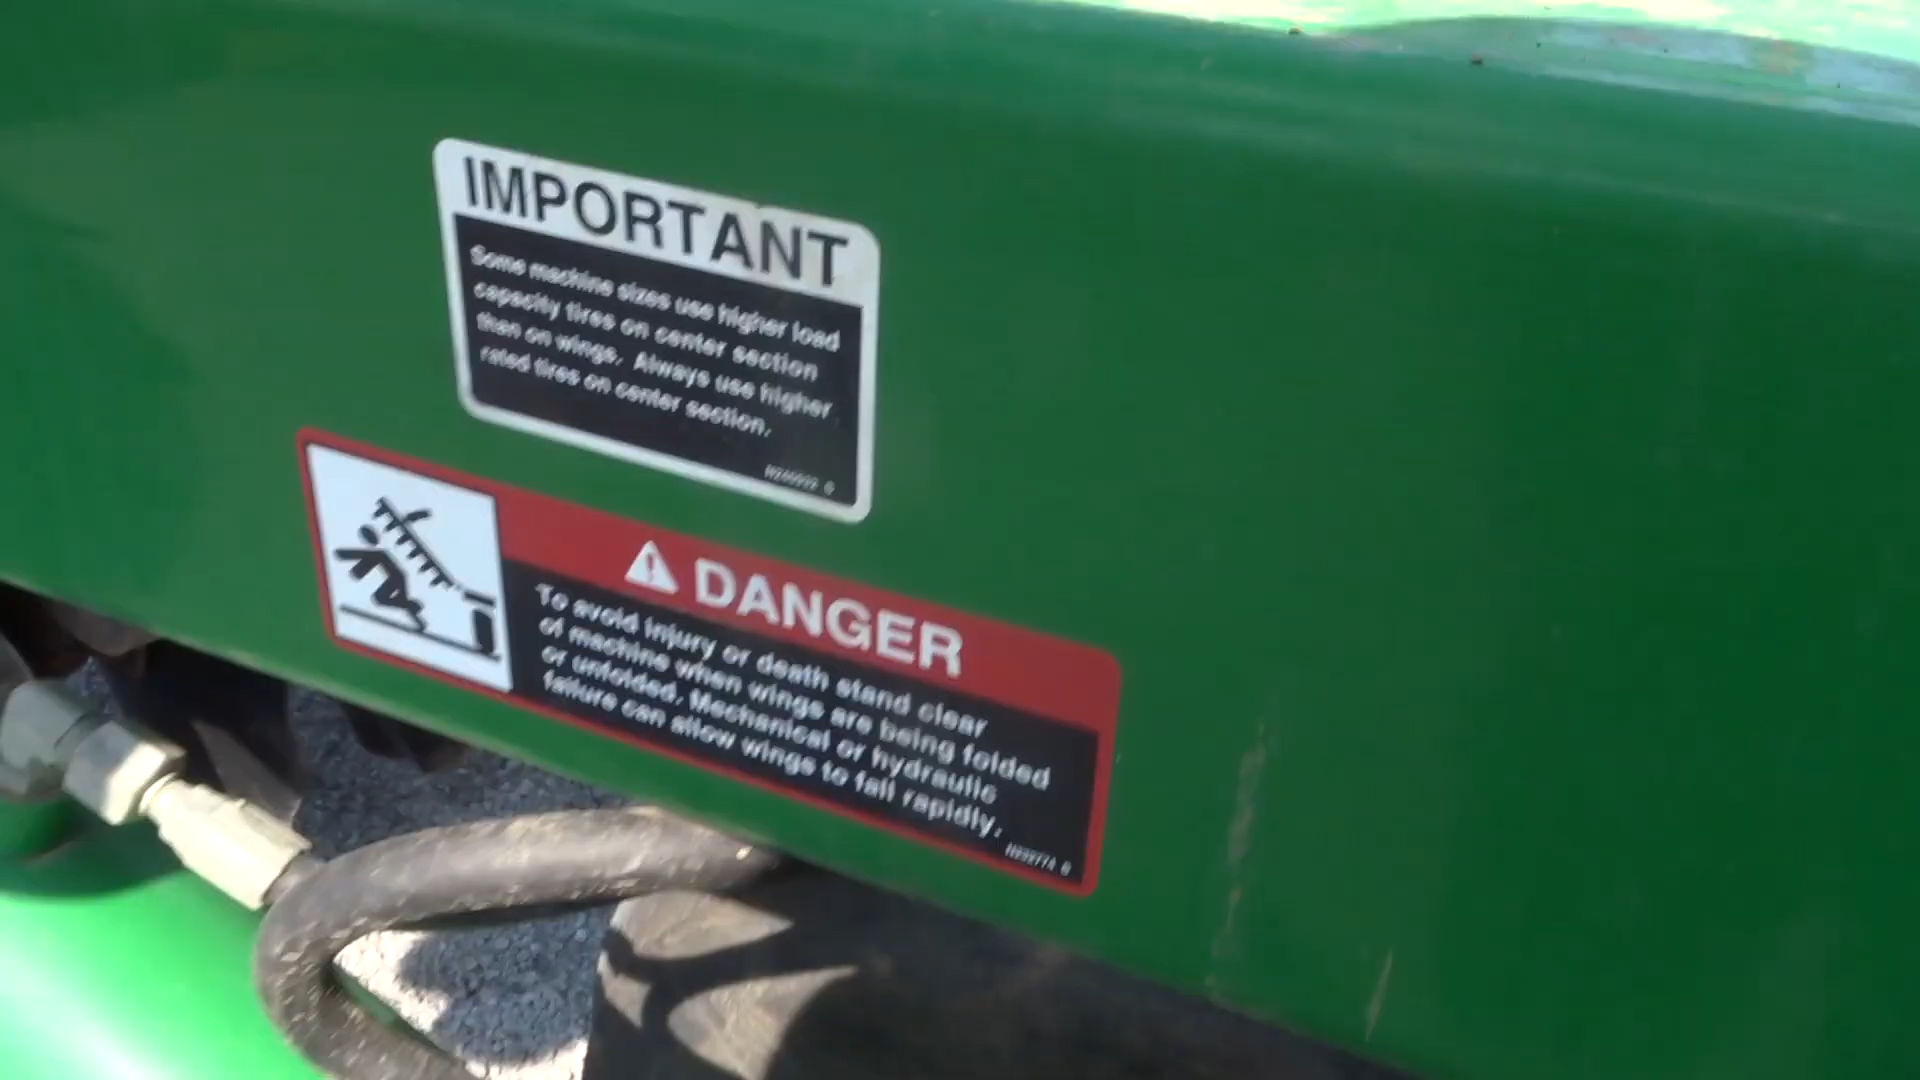 IMPORTANT
Some machine sizes use higher load
capacity tires on center section
than on wings. Always use higher
rated tires on center section.
DANGER
To avoid injury or death stand clear
of machine when wings are being folded
or unfolded. Mechanical or hydraulic
failure can allow wings to fall rapidly.